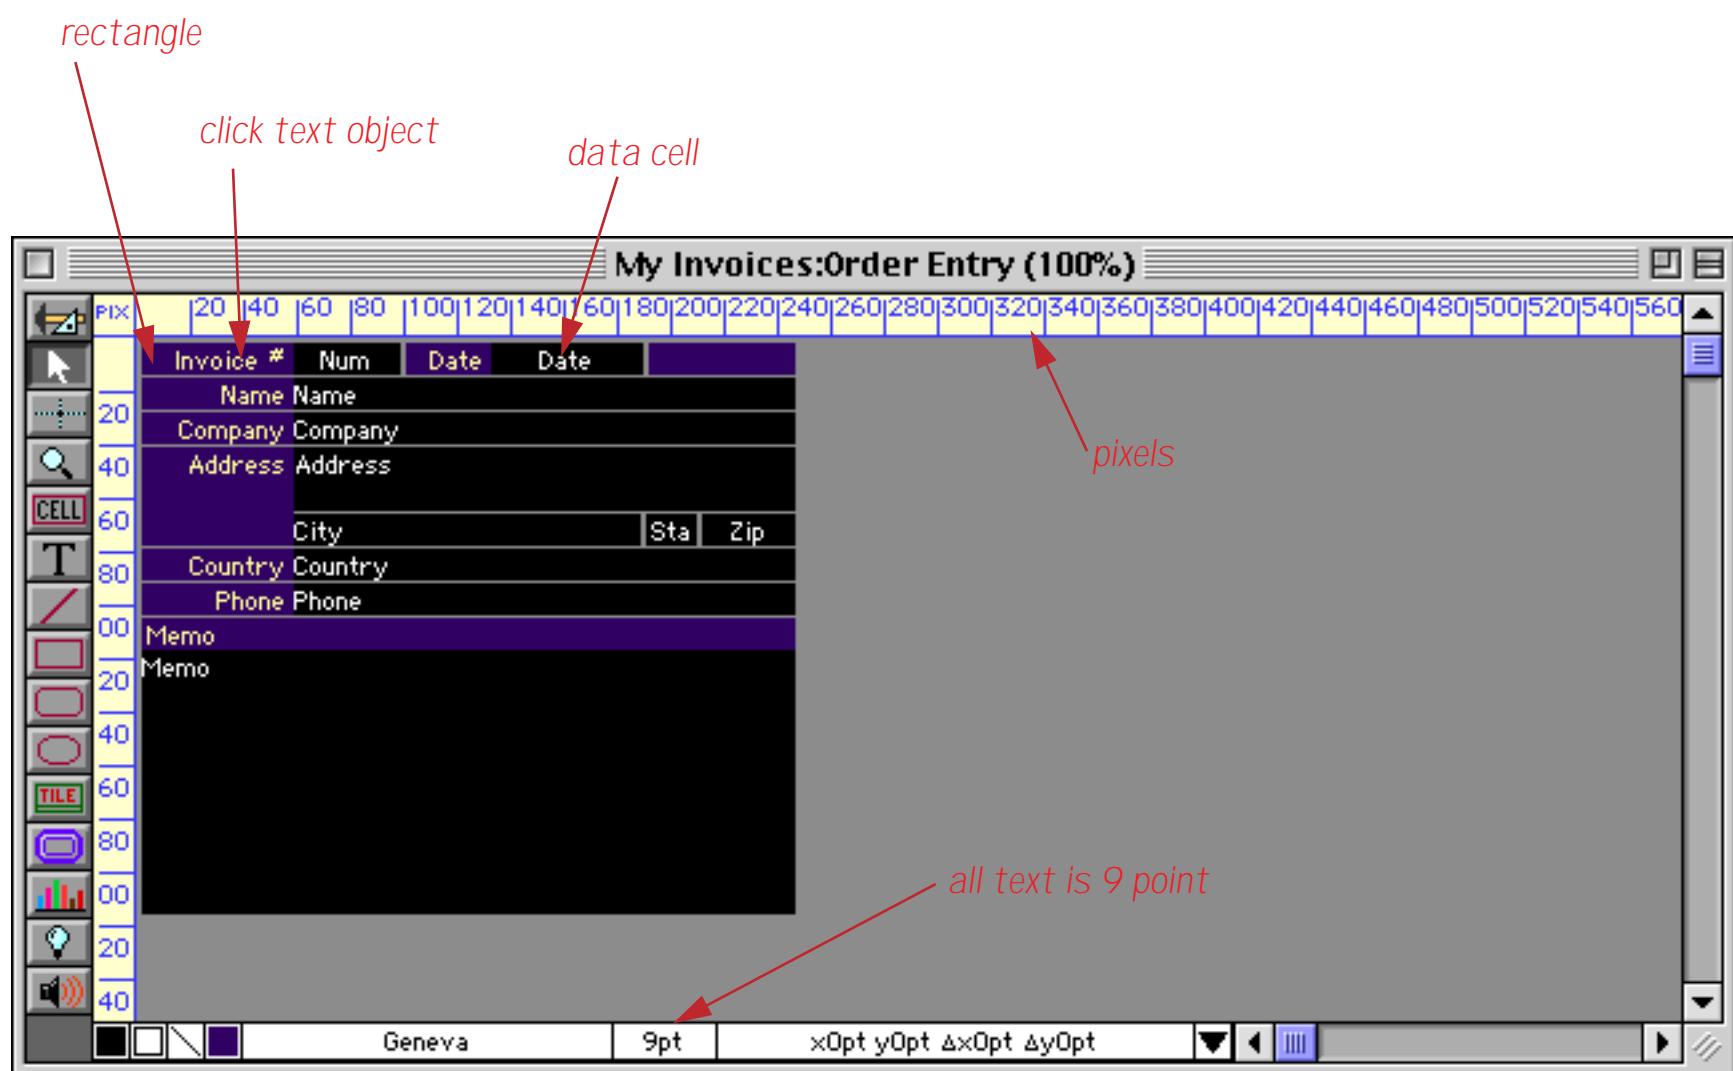 rectangle
click text object
data cell
My Invoices:Order Entry (100%)
PIX 20 40 60 80 100 120 140 160 180 200 220 240 260 280 300 320 340 360 380 400 420 440 460 480 500 520 540 560
Invoice # Num Date Date
Name Name
20
Company Company
pixels
40 Address Address
CELL
60 City Sta Zip
T
80 Country Country
Phone Phone
00 Memo
20 Memo
40
TILE 60
80
all text is 9 point
00
20
40
Geneva 9pt x0pt y0pt Δx0pt Δy0pt